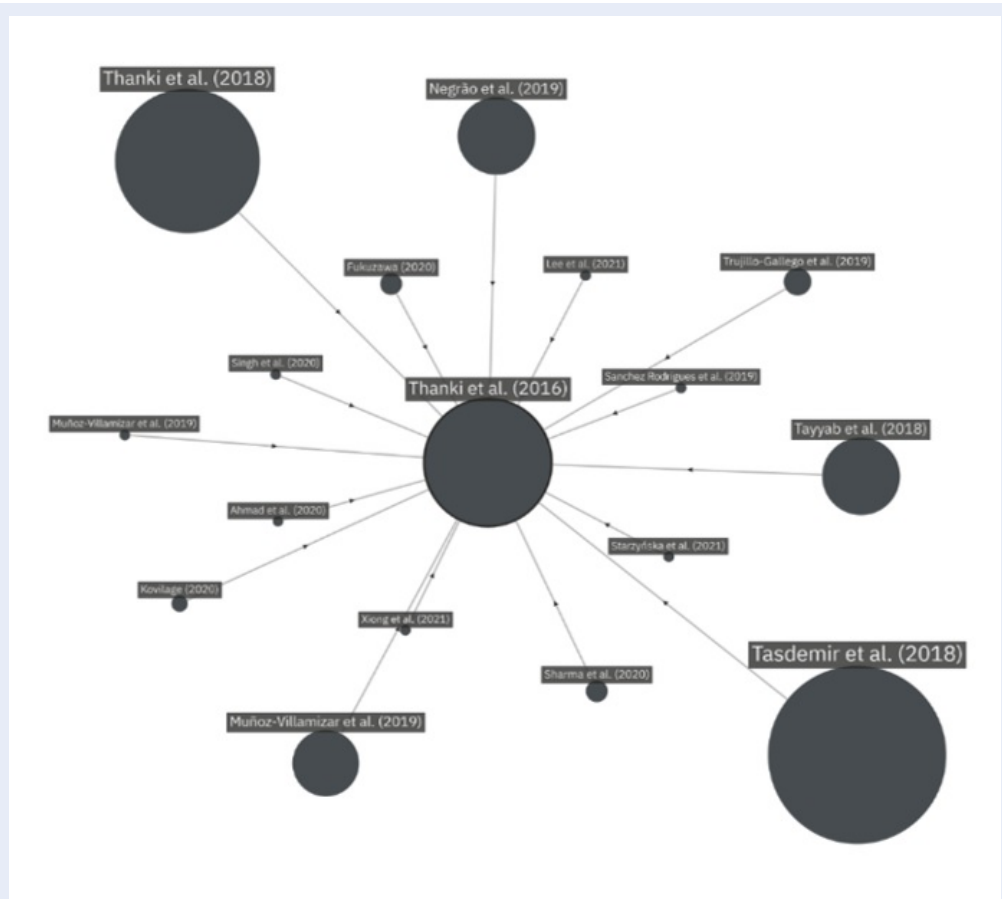 Thanki et al. (2018)
Negrão et al. (2019)
Fukuzawa (2020)
Lee et al. (2021)
Trujillo-Gallego et al. (2019)
Singh et al. (2020)
Thanki et al. (2016)
Sanchez Rodrigues et al. (2019)
Muñoz-Villamizar et al. (2019)
Tayyab et al. (2018)
Ahmad et al. (2020)
Starzyńska et al. (2021)
Kovilage (2020)
Xiong et al. (2021)
Tasdemir et al. (2018)
Sharma et al. (2020)
Muñoz-Villamizar et al. (2019)